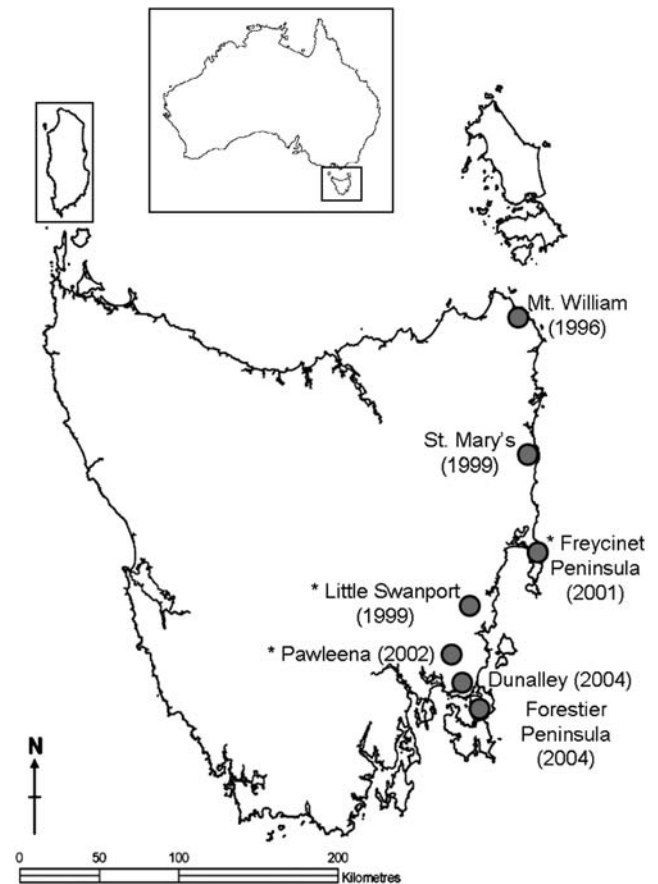 Mt. William
(1996)
St. Mary's
(1999)
* Freycinet
Peninsula
(2001)
* Little Swanport
(1999)
* Pawleena (2002)
Dunalley (2004)
Forestier
Peninsula
(2004)
N
0 50 100 200
Kilometres